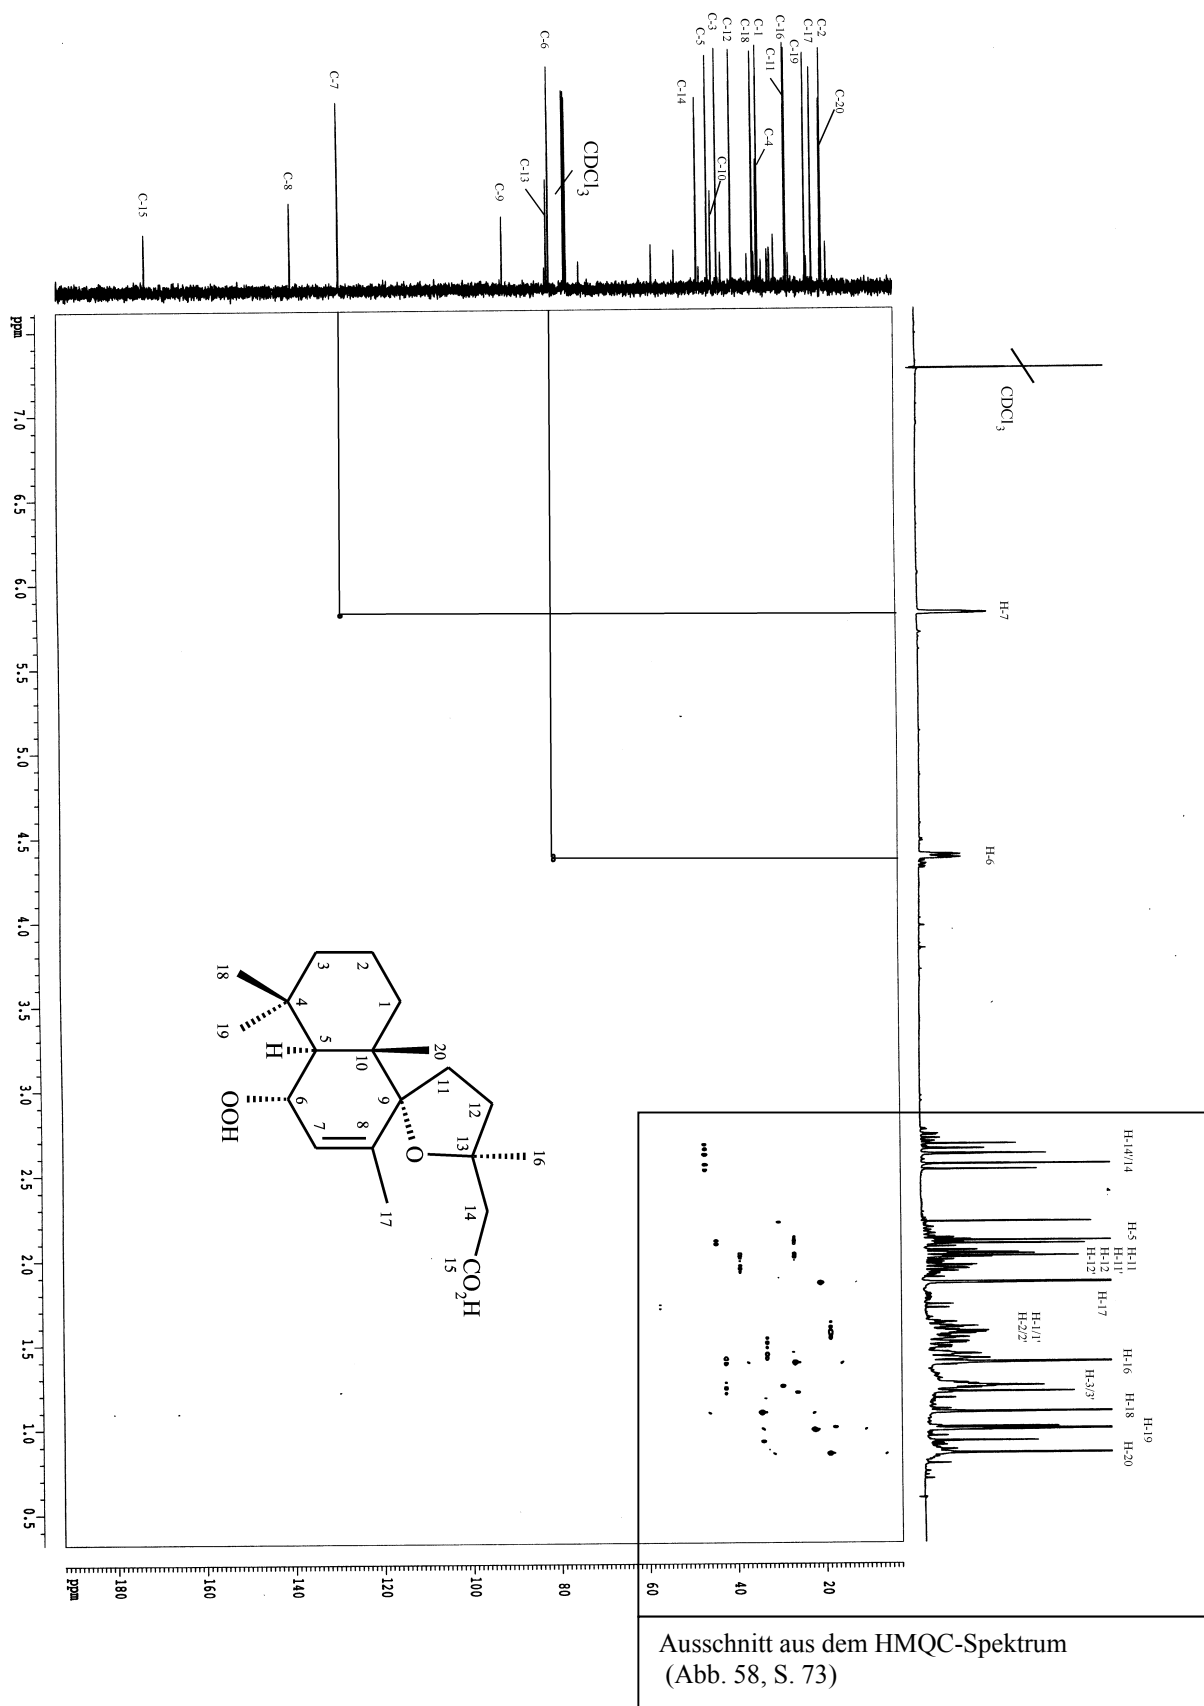 C-15
C-8
C-7
C-9
C-13
C-6
CDCl3
C-14
C-5
C-10
C-3
C-12
C-18
C-1
C-4
C-11
C-16
C-19
C-17
C-2
C-20
CDCl3
H-7
H-6
H-14'/14
H-5
H-11
H-11'
H-12
H-12'
H-17
H-1/1'
H-2/2'
H-16
H-3/3'
H-18
H-19
H-20
ppm
7.0
6.5
6.0
5.5
5.0
4.5
4.0
3.5
3.0
2.5
2.0
1.5
1.0
0.5
ppm
180
160
140
120
100
80
60
40
20
1
2
3
4
5
6
7
8
9
10
11
12
13
14
15
16
17
18
19
20
H
OOH
O
CO2H
Ausschnitt aus dem HMQC-Spektrum
(Abb. 58, S. 73)